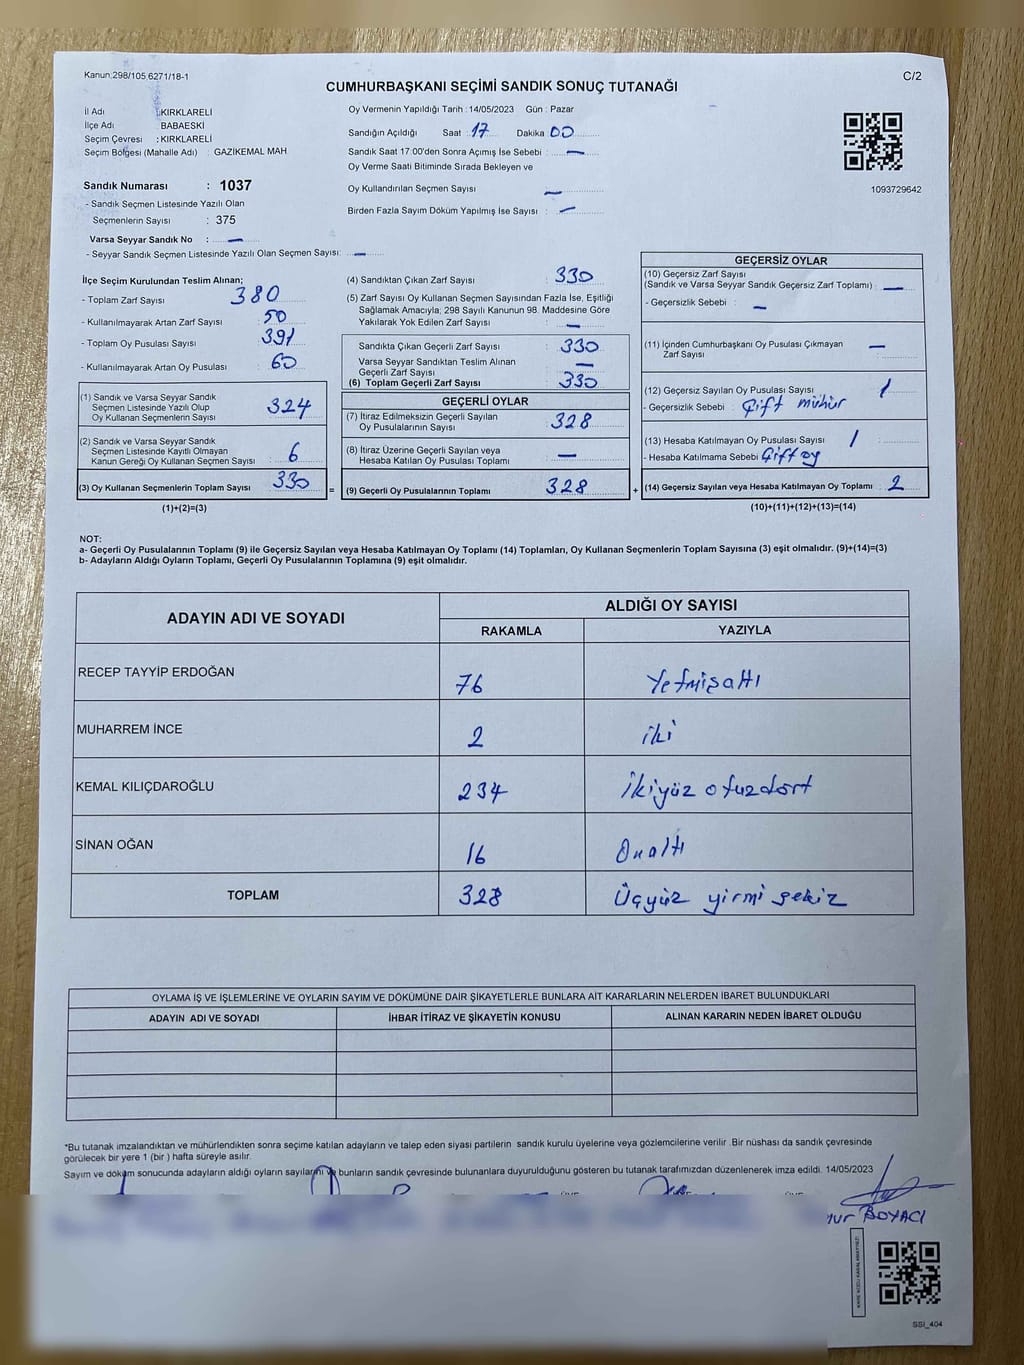 Kanun:298/105 6271/18-1
C/2
CUMHURBAŞKANI SEÇİMİ SANDIK SONUÇ TUTANAĞI
İl Adı : KIRKLARELİ
İlçe Adı : BABAESKİ
Seçim Çevresi : KIRKLARELİ
Seçim Bölgesi (Mahalle Adı) : GAZİKEMAL MAH.
Sandık Numarası : 1037
- Sandık Seçmen Listesinde Yazılı Olan
Seçmenlerin Sayısı : 375
Varsa Seyyar Sandık No : —
- Seyyar Sandık Seçmen Listesinde Yazılı Olan Seçmen Sayısı: —
Oy Vermenin Yapıldığı Tarih : 14/05/2023 Gün : Pazar
Sandığın Açıldığı Saat 17 Dakika 00
Sandık Saat 17:00'den Sonra Açımış İse Sebebi : —
Oy Verme Saati Bitiminde Sırada Bekleyen ve
Oy Kullandırılan Seçmen Sayısı —
Birden Fazla Sayım Döküm Yapılmış İse Sayısı : —
1093729642
İlçe Seçim Kurulundan Teslim Alınan;
- Toplam Zarf Sayısı 380
- Kullanılmayarak Artan Zarf Sayısı 50
- Toplam Oy Pusulası Sayısı 391
- Kullanılmayarak Artan Oy Pusulası 60
(1) Sandık ve Varsa Seyyar Sandık
Seçmen Listesinde Yazılı Olup
Oy Kullanan Seçmenlerin Sayısı 324
(2) Sandık ve Varsa Seyyar Sandık
Seçmen Listesinde Kayıtlı Olmayan
Kanun Gereği Oy Kullanan Seçmen Sayısı 6
(3) Oy Kullanan Seçmenlerin Toplam Sayısı 330
(1)+(2)=(3)
(4) Sandıktan Çıkan Zarf Sayısı : 330
(5) Zarf Sayısı Oy Kullanan Seçmen Sayısından Fazla İse, Eşitliği
Sağlamak Amacıyla; 298 Sayılı Kanunun 98. Maddesine Göre
Yakılarak Yok Edilen Zarf Sayısı : —
Sandıkta Çıkan Geçerli Zarf Sayısı : 330
Varsa Seyyar Sandıktan Teslim Alınan
Geçerli Zarf Sayısı : —
(6) Toplam Geçerli Zarf Sayısı 330
GEÇERLİ OYLAR
(7) İtiraz Edilmeksizin Geçerli Sayılan
Oy Pusulalarının Sayısı 328
(8) İtiraz Üzerine Geçerli Sayılan veya
Hesaba Katılan Oy Pusulası Toplamı —
= (9) Geçerli Oy Pusulalarının Toplamı 328 +
GEÇERSİZ OYLAR
(10) Geçersiz Zarf Sayısı
(Sandık ve Varsa Seyyar Sandık Geçersiz Zarf Toplamı) : —
- Geçersizlik Sebebi : —
(11) İçinden Cumhurbaşkanı Oy Pusulası Çıkmayan —
Zarf Sayısı :
(12) Geçersiz Sayılan Oy Pusulası Sayısı 1
- Geçersizlik Sebebi : Çift mühür
(13) Hesaba Katılmayan Oy Pusulası Sayısı 1
- Hesaba Katılmama Sebebi : Çift oy
(14) Geçersiz Sayılan veya Hesaba Katılmayan Oy Toplamı : 2
(10)+(11)+(12)+(13)=(14)
NOT:
a- Geçerli Oy Pusulalarının Toplamı (9) ile Geçersiz Sayılan veya Hesaba Katılmayan Oy Toplamı (14) Toplamları, Oy Kullanan Seçmenlerin Toplam Sayısına (3) eşit olmalıdır. (9)+(14)=(3)
b- Adayların Aldığı Oyların Toplamı, Geçerli Oy Pusulalarının Toplamına (9) eşit olmalıdır.
ADAYIN ADI VE SOYADI ALDIĞI OY SAYISI
RAKAMLA YAZIYLA
RECEP TAYYİP ERDOĞAN 76 Yetmişaltı
MUHARREM İNCE 2 iki
KEMAL KILIÇDAROĞLU 234 İkiyüz otuzdört
SİNAN OĞAN 16 Onaltı
TOPLAM 328 Üçyüz yirmi sekiz
OYLAMA İŞ VE İŞLEMLERİNE VE OYLARIN SAYIM VE DÖKÜMÜNE DAİR ŞİKAYETLERLE BUNLARA AİT KARARLARIN NELERDEN İBARET BULUNDUKLARI
ADAYIN ADI VE SOYADI İHBAR İTİRAZ VE ŞİKAYETİN KONUSU ALINAN KARARIN NEDEN İBARET OLDUĞU
*Bu tutanak imzalandıktan ve mühürlendikten sonra seçime katılan adayların ve talep eden siyasi partilerin sandık kurulu üyelerine veya gözlemcilerine verilir .Bir nüshası da sandık çevresinde
görülecek bir yere 1 (bir ) hafta süreyle asılır.
Sayım ve döküm sonucunda adayların aldığı oyların sayılarını ve bunların sandık çevresinde bulunanlara duyurulduğunu gösteren bu tutanak tarafımızdan düzenlenerek imza edildi. 14/05/2023
BOYACI
SSI_404